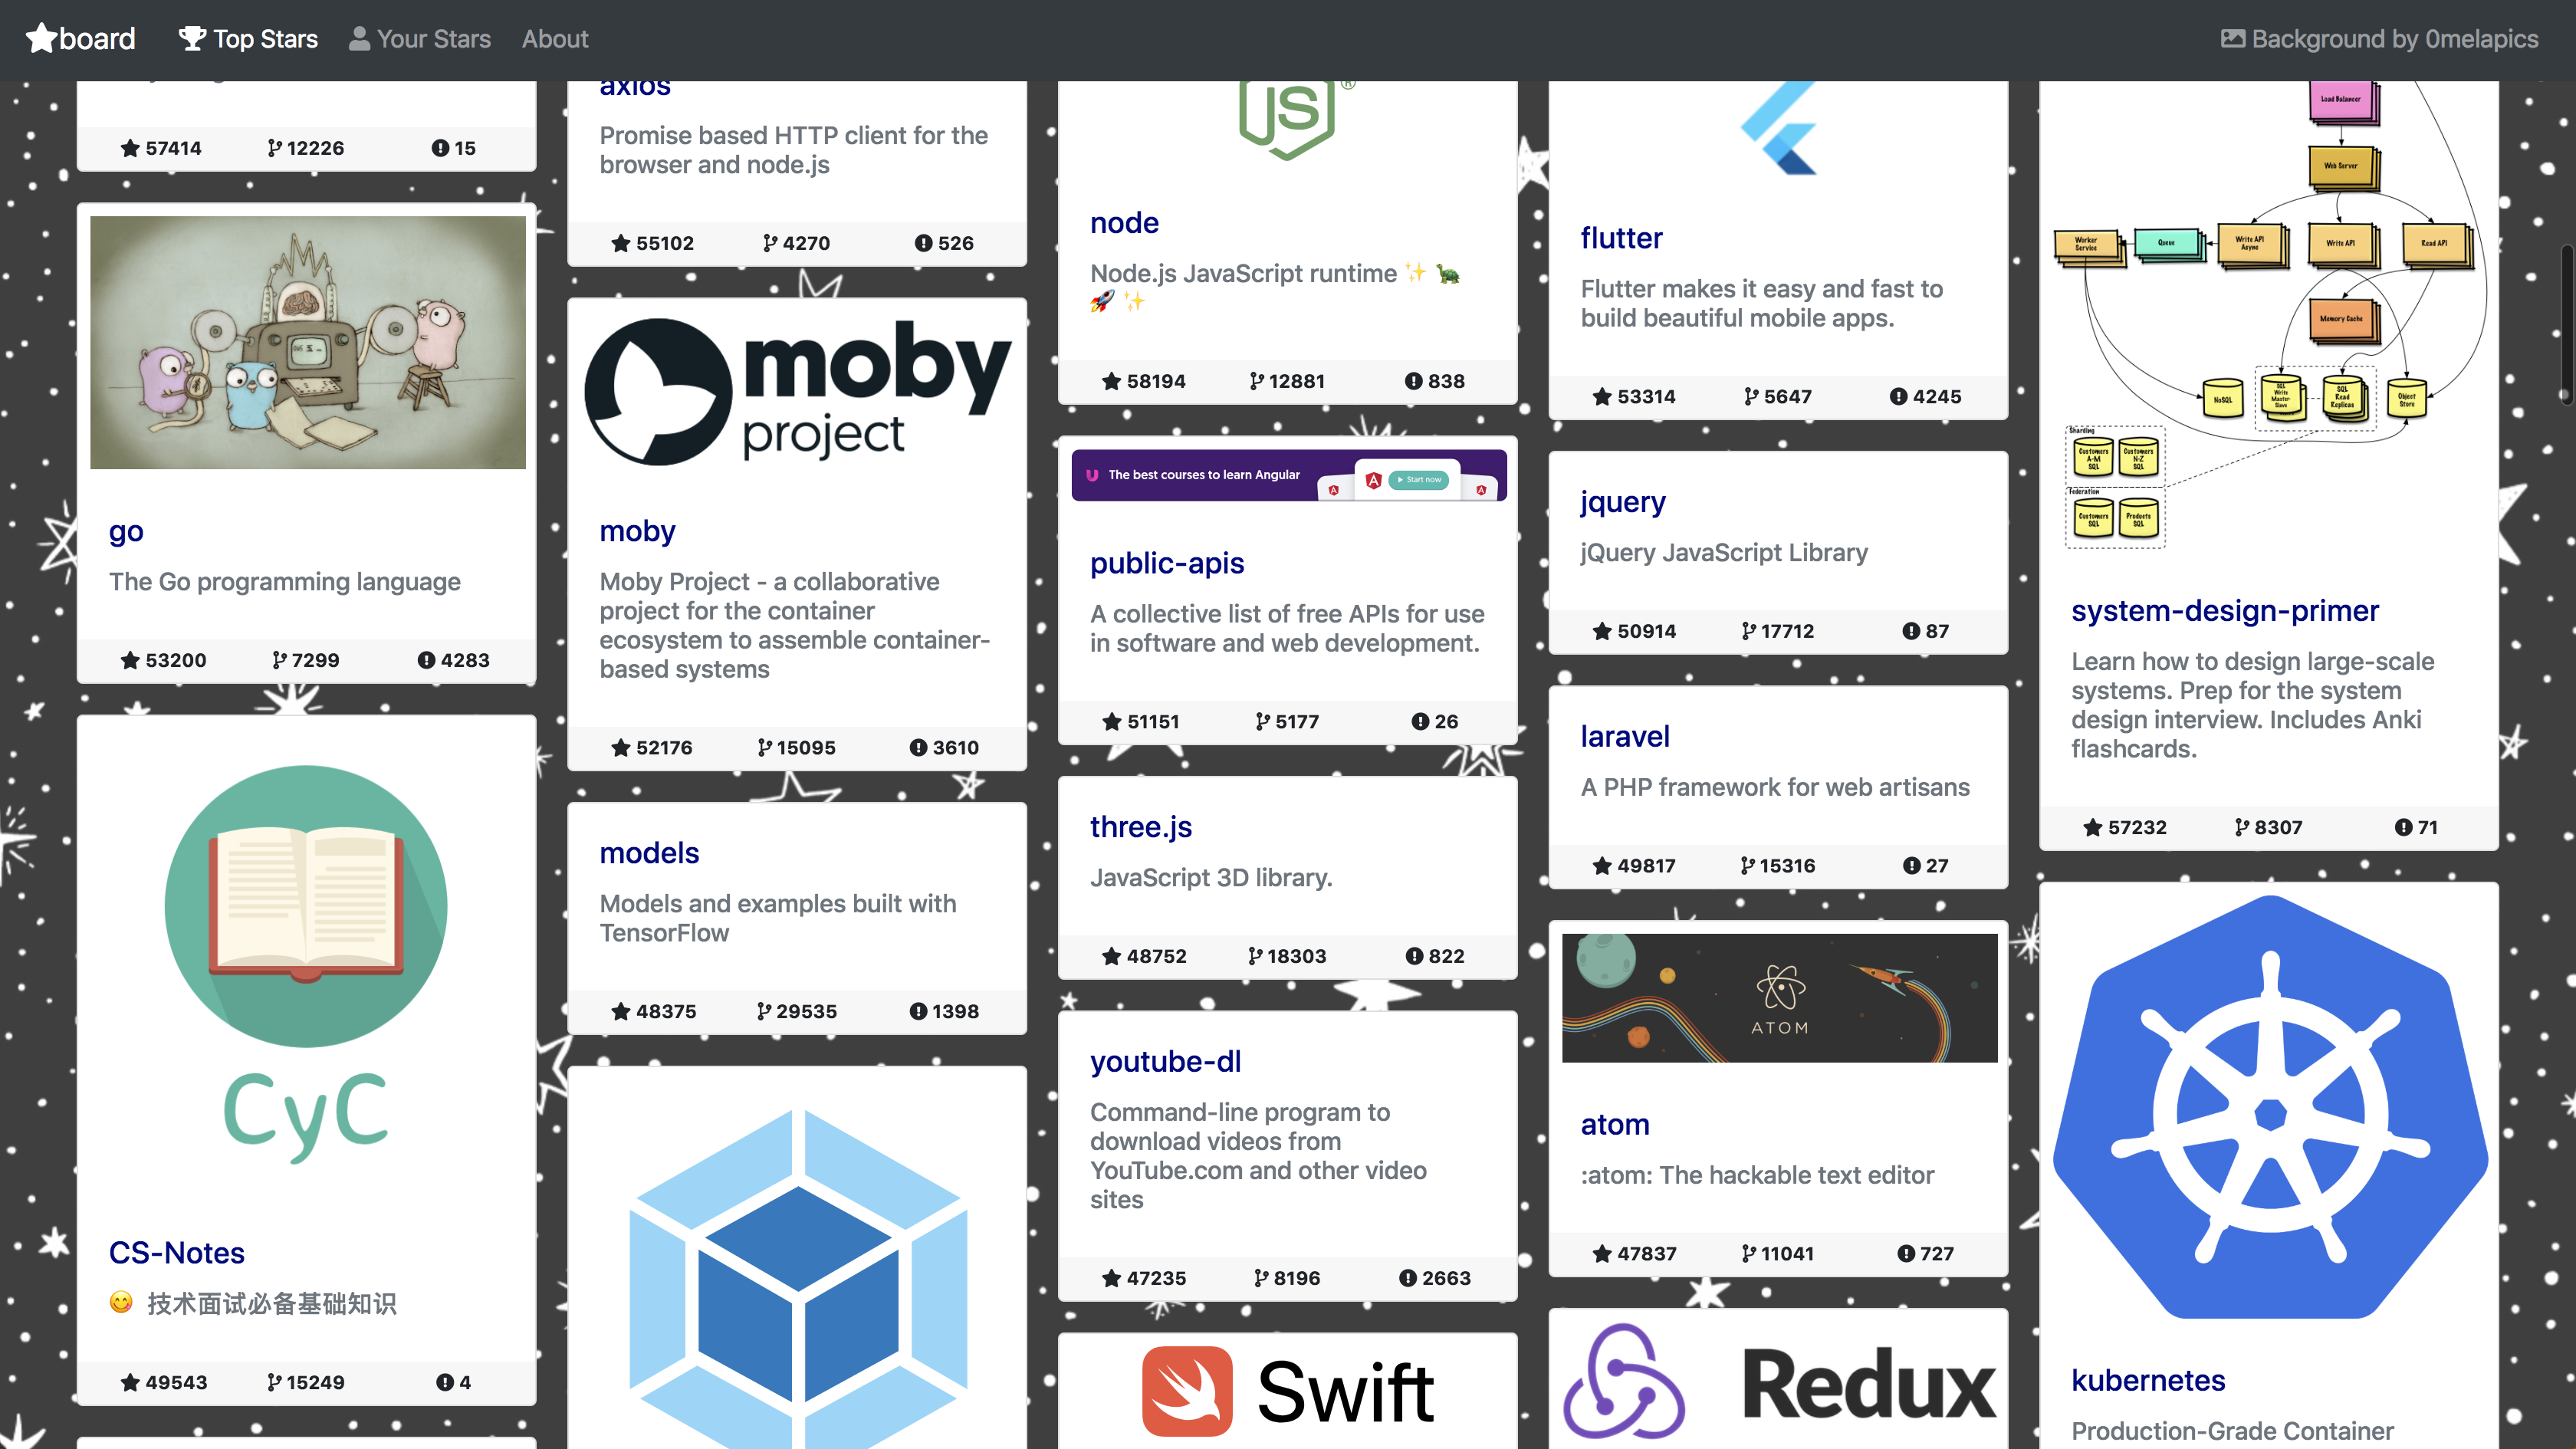 board
Top Stars
Your Stars
About
Background by 0melapics
57414 12226 15
go
The Go programming language
53200 7299 4283
CyC
CS-Notes
😋 技术面试必备基础知识
49543 15249 4
axios
Promise based HTTP client for the
browser and node.js
55102 4270 526
moby
project
moby
Moby Project - a collaborative
project for the container
ecosystem to assemble container-
based systems
52176 15095 3610
models
Models and examples built with
TensorFlow
48375 29535 1398
JS
®
node
Node.js JavaScript runtime ✨ 🐢
🚀 ✨
58194 12881 838
The best courses to learn Angular
Start now
public-apis
A collective list of free APIs for use
in software and web development.
51151 5177 26
three.js
JavaScript 3D library.
48752 18303 822
youtube-dl
Command-line program to
download videos from
YouTube.com and other video
sites
47235 8196 2663
Swift
flutter
Flutter makes it easy and fast to
build beautiful mobile apps.
53314 5647 4245
jquery
jQuery JavaScript Library
50914 17712 87
laravel
A PHP framework for web artisans
49817 15316 27
ATOM
atom
:atom: The hackable text editor
47837 11041 727
Redux
Load Balancer
Web Server
Worker
Service
Queue
Write API
Async
Write API
Read API
Memory Cache
NoSQL
SQL
Write
Master-
Slave
SQL
Read
Replicas
Object
Store
Sharding
Customers
A-M
SQL
Customers
N-Z
SQL
Federation
Customers
SQL
Products
SQL
system-design-primer
Learn how to design large-scale
systems. Prep for the system
design interview. Includes Anki
flashcards.
57232 8307 71
kubernetes
Production-Grade Container